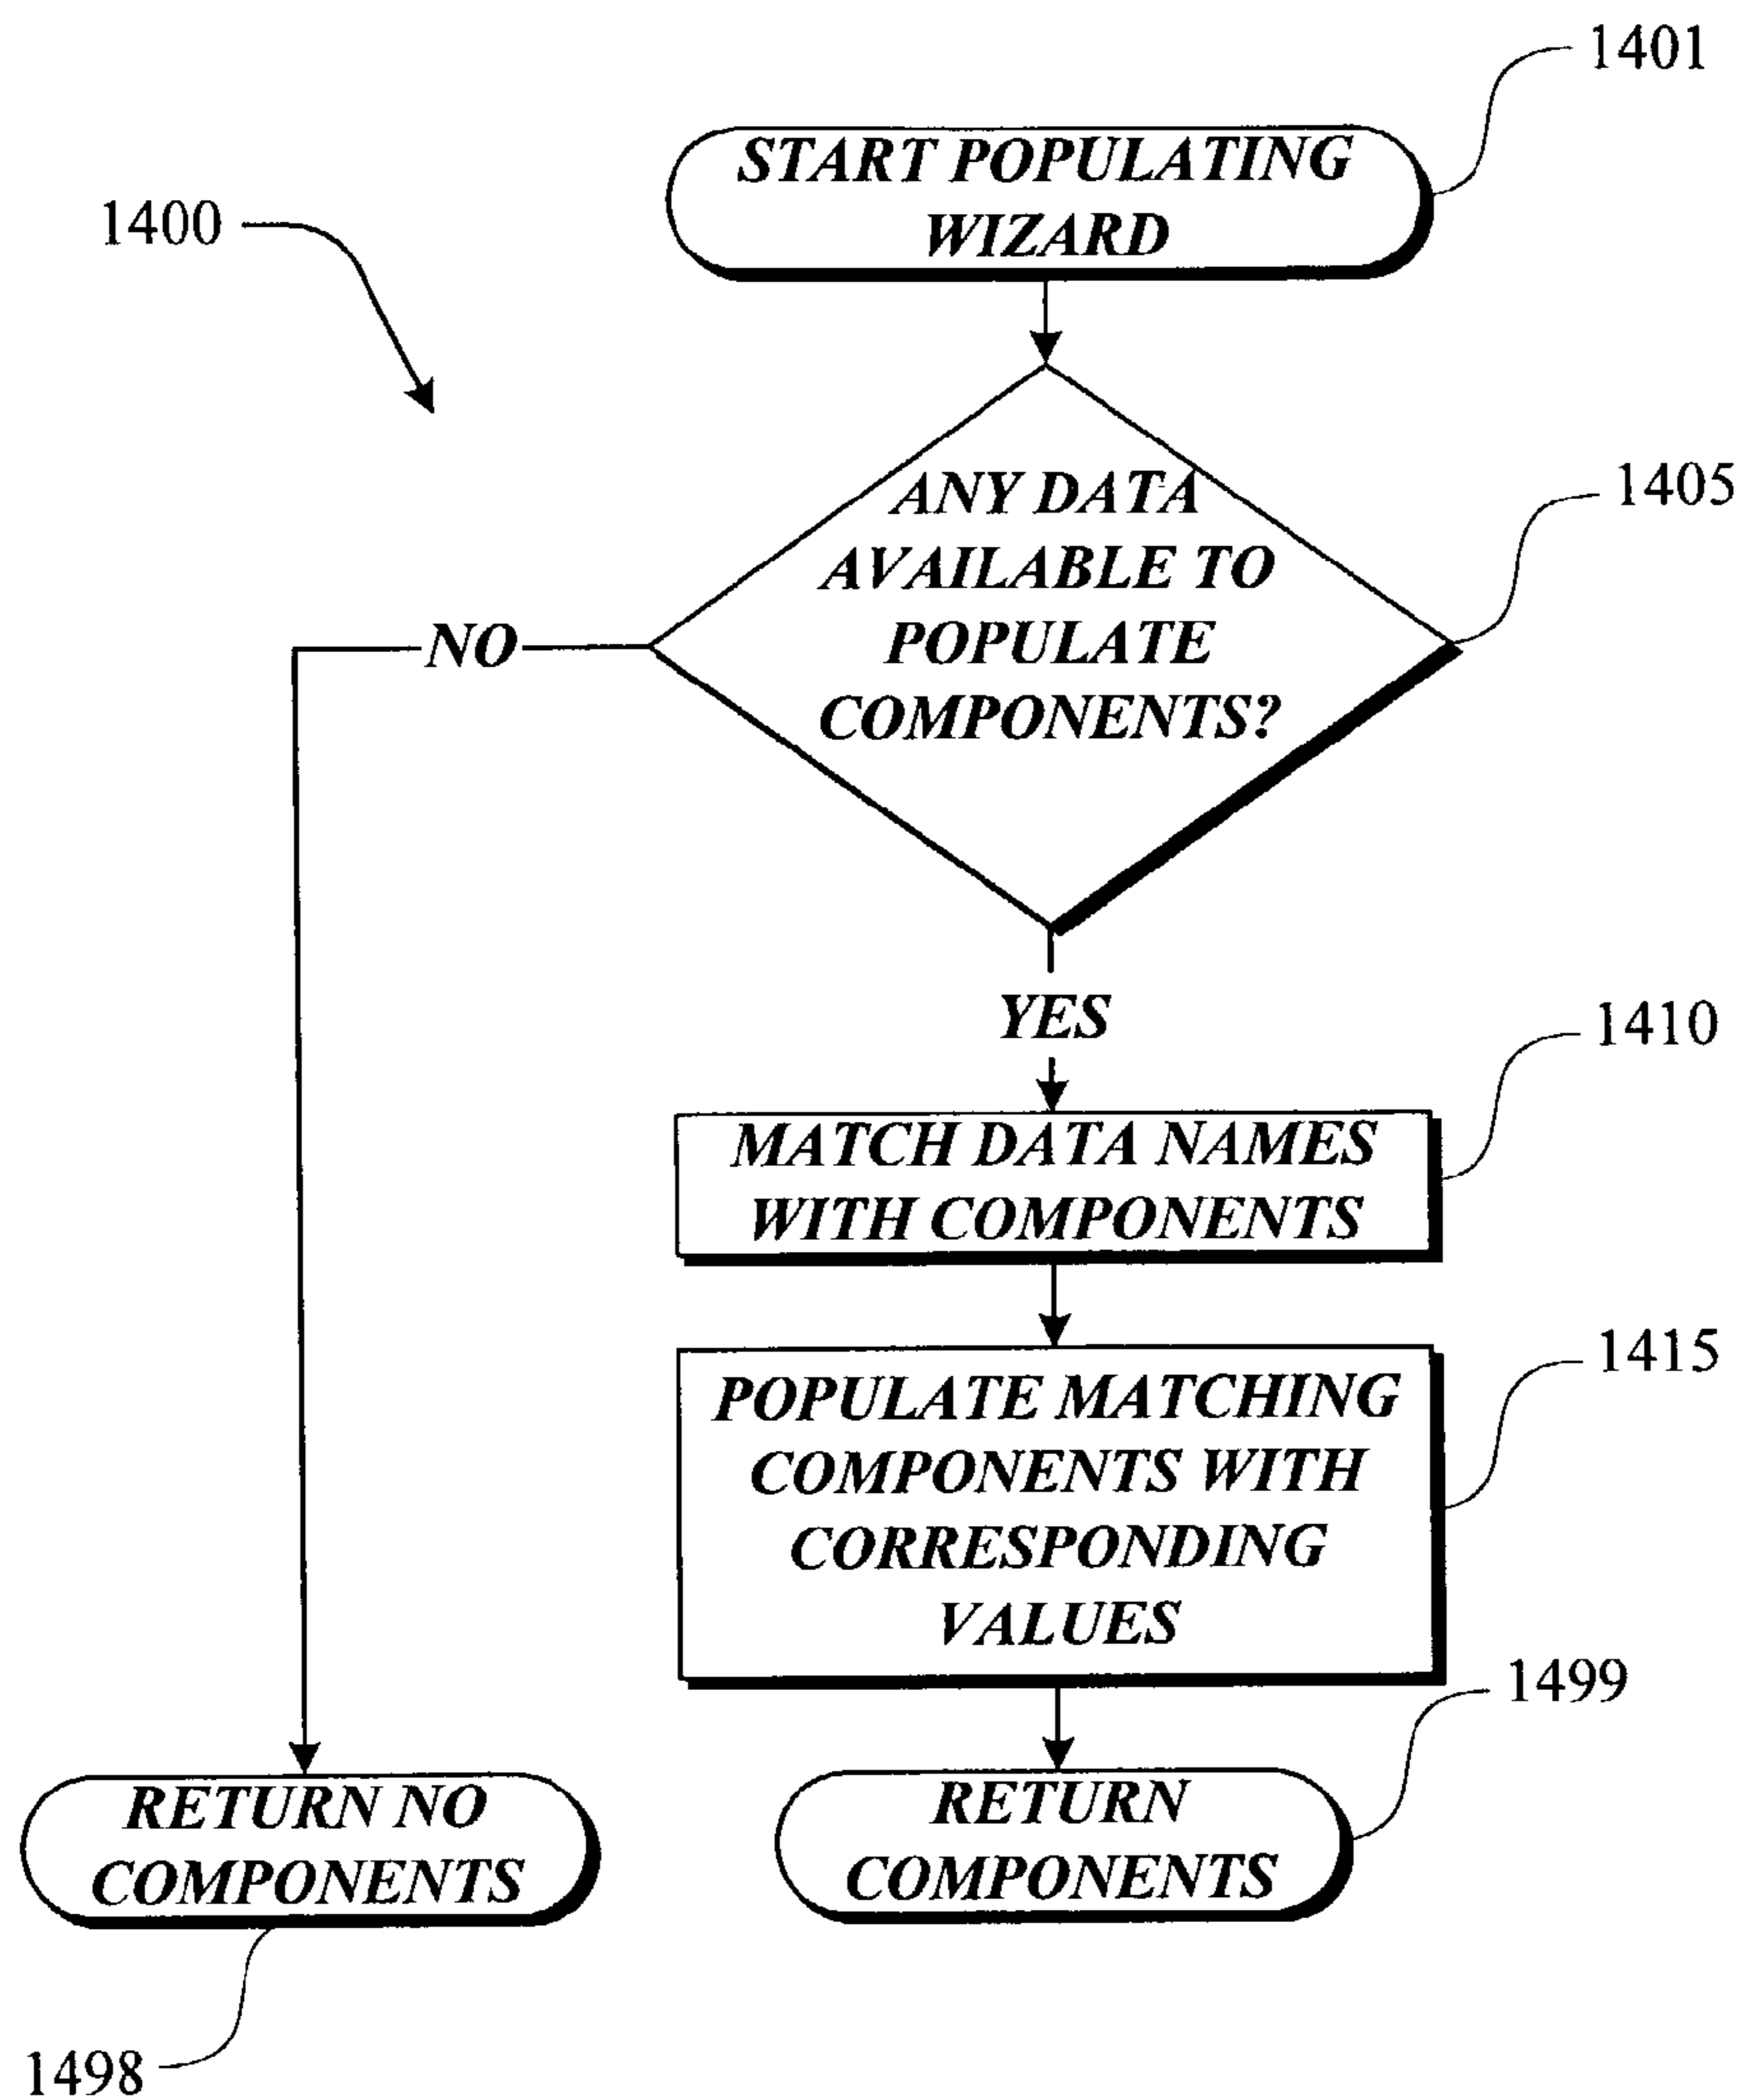 1401
START POPULATING
WIZARD
1400
ANY DATA
AVAILABLE TO
POPULATE
COMPONENTS?
1405
NO
YES
1410
MATCH DATA NAMES
WITH COMPONENTS
1415
POPULATE MATCHING
COMPONENTS WITH
CORRESPONDING
VALUES
1499
RETURN NO
COMPONENTS
RETURN
COMPONENTS
1498